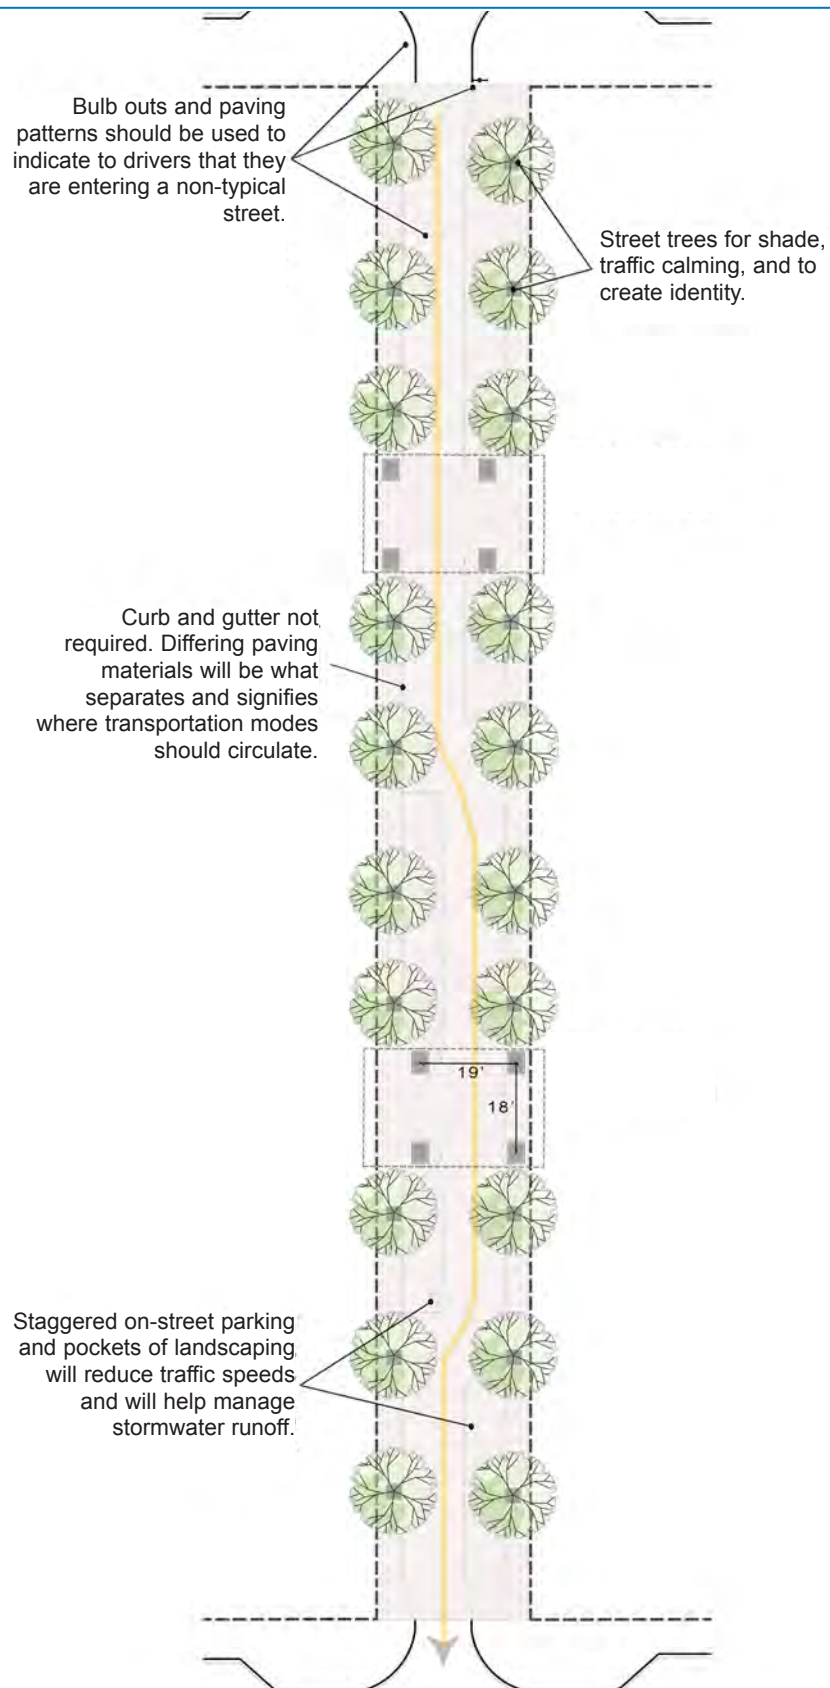 Bulb outs and paving
patterns should be used to
indicate to drivers that they
are entering a non-typical
street.
Street trees for shade,
traffic calming, and to
create identity.
Curb and gutter not
required. Differing paving
materials will be what
separates and signifies
where transportation modes
should circulate.
19'
18'
Staggered on-street parking
and pockets of landscaping
will reduce traffic speeds
and will help manage
stormwater runoff.